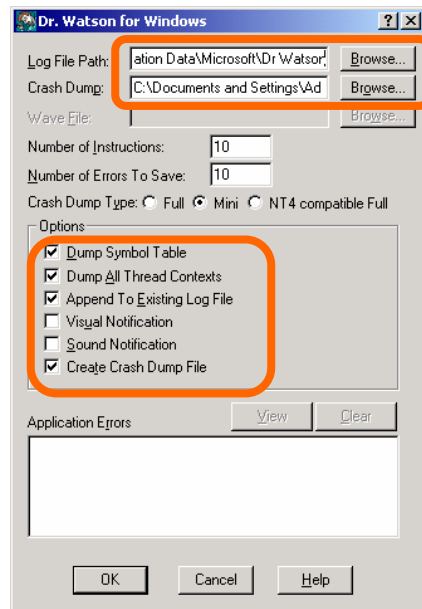 Dr. Watson for Windows
Log File Path: ation Data\Microsoft\Dr Watson\ Browse...
Crash Dump: C:\Documents and Settings\Ad Browse...
Wave File: Browse...
Number of Instructions: 10
Number of Errors To Save: 10
Crash Dump Type: Full Mini NT4 compatible Full
Options
Dump Symbol Table
Dump All Thread Contexts
Append To Existing Log File
Visual Notification
Sound Notification
Create Crash Dump File
Application Errors View Clear
OK Cancel Help